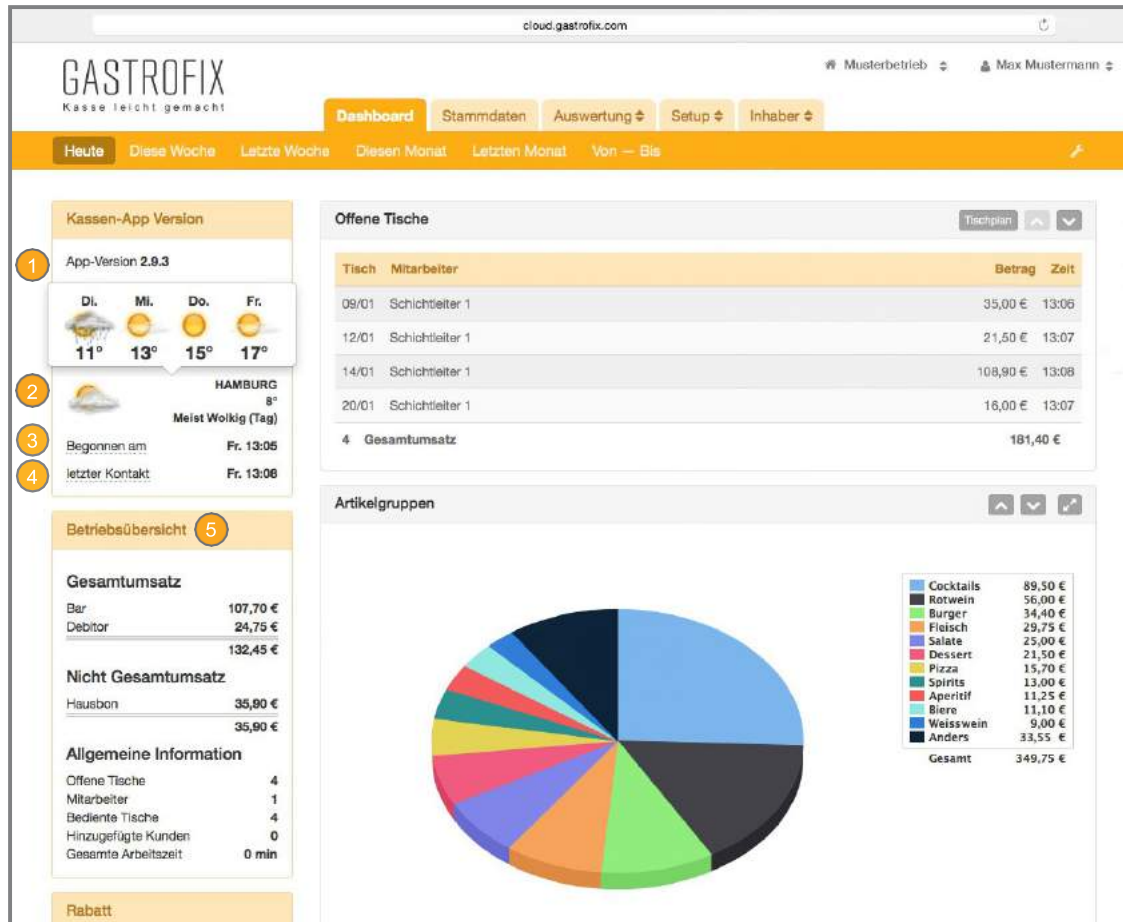 cloud.gastrofix.com
GASTROFIX
Kasse leicht gemacht
Musterbetrieb
Max Mustermann
Dashboard Stammdaten Auswertung Setup Inhaber
Heute Diese Woche Letzte Woche Diesen Monat Letzten Monat Von — Bis
Kassen-App Version
1
App-Version 2.9.3
Di. Mi. Do. Fr.
11° 13° 15° 17°
2
HAMBURG
8°
Meist Wolkig (Tag)
3
Begonnen am Fr. 13:05
4
letzter Kontakt Fr. 13:08
Betriebsübersicht 5
Gesamtumsatz
Bar 107,70 €
Debitor 24,75 €
132,45 €
Nicht Gesamtumsatz
Hausbon 35,90 €
35,90 €
Allgemeine Information
Offene Tische 4
Mitarbeiter 1
Bediente Tische 4
Hinzugefügte Kunden 0
Gesamte Arbeitszeit 0 min
Rabatt
Offene Tische Tischplan
Tisch Mitarbeiter Betrag Zeit
09/01 Schichtleiter 1 35,00 € 13:06
12/01 Schichtleiter 1 21,50 € 13:07
14/01 Schichtleiter 1 108,90 € 13:08
20/01 Schichtleiter 1 16,00 € 13:07
4 Gesamtumsatz 181,40 €
Artikelgruppen
Cocktails 89,50 €
Rotwein 56,00 €
Burger 34,40 €
Fleisch 29,75 €
Salate 25,00 €
Dessert 21,50 €
Pizza 15,70 €
Spirits 13,00 €
Aperitif 11,25 €
Biere 11,10 €
Weisswein 9,00 €
Anders 33,55 €
Gesamt 349,75 €